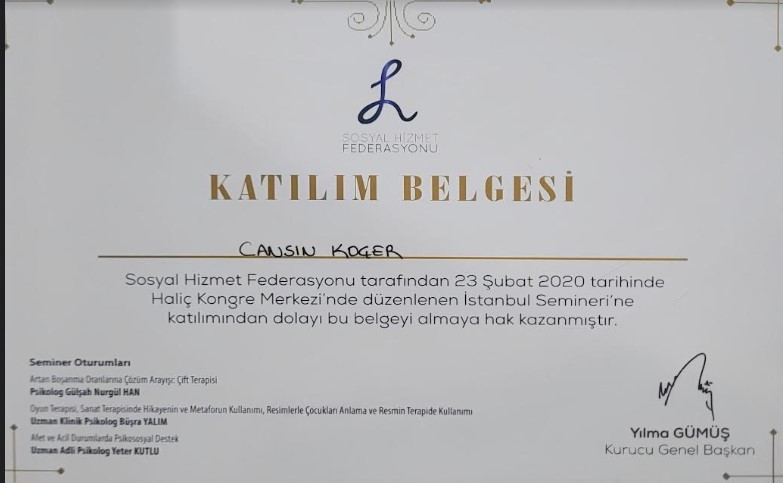 SOSYAL HİZMET
FEDERASYONU
KATILIM BELGESİ
CANSIN KOGER
Sosyal Hizmet Federasyonu tarafından 23 Şubat 2020 tarihinde
Haliç Kongre Merkezi'nde düzenlenen İstanbul Semineri'ne
katılımından dolayı bu belgeyi almaya hak kazanmıştır.
Seminer Oturumları
Artan Boşanma Oranlarına Çözüm Arayışı: Çift Terapisi
Psikolog Gülşah Nurgül HAN
Oyun Terapisi, Sanat Terapisinde Hikayenin ve Metaforun Kullanımı, Resimlerle Çocukları Anlama ve Resmin Terapide Kullanımı
Uzman Klinik Psikolog Büşra YALIM
Afet ve Acil Durumlarda Psikososyal Destek
Uzman Adli Psikolog Yeter KUTLU
Yılma GÜMÜŞ
Kurucu Genel Başkan